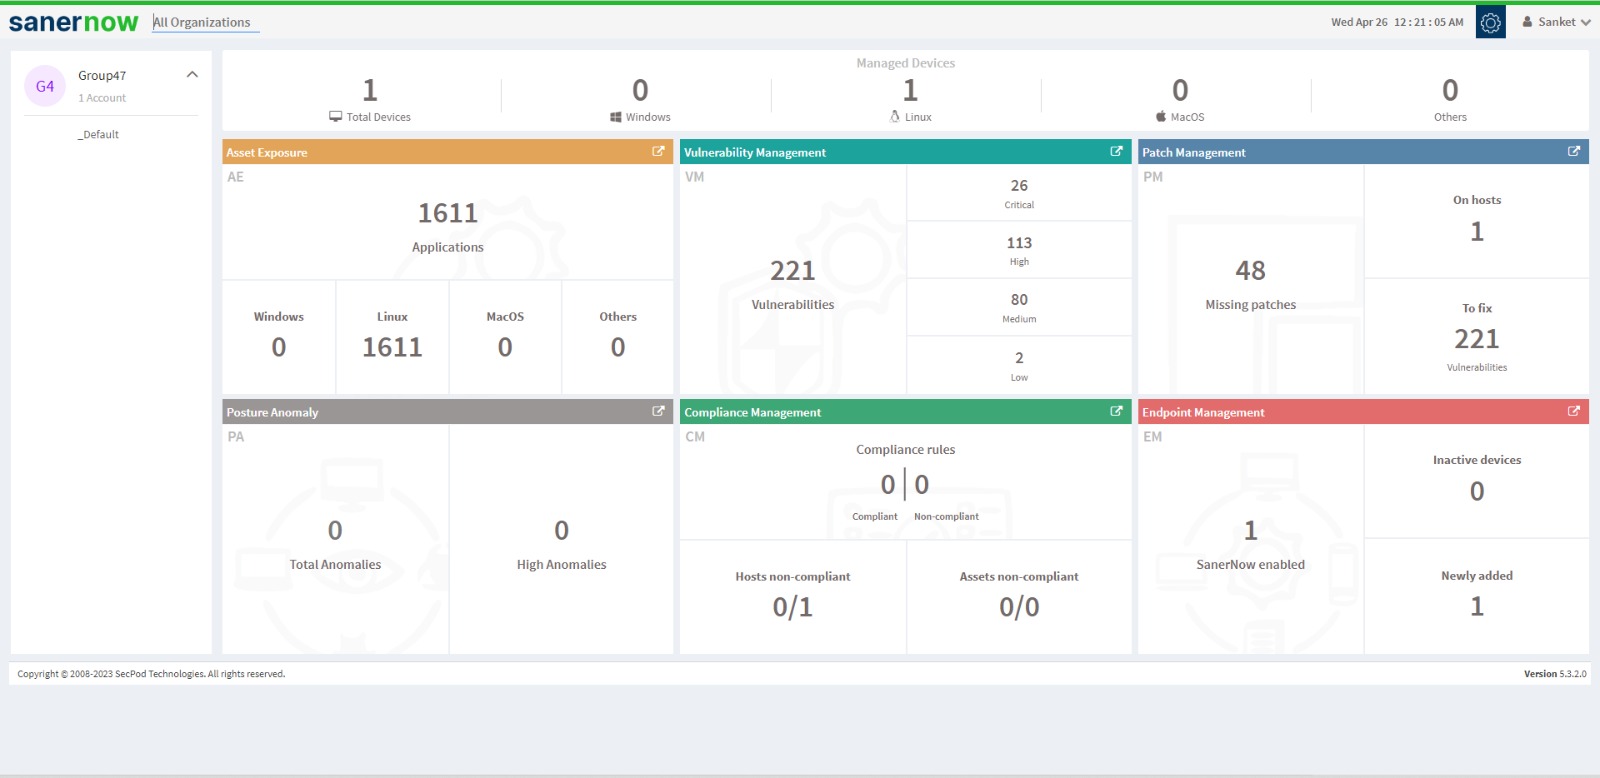 sanernow All Organizations Wed Apr 26 12 : 21 : 05 AM Sanket
G4 Group47
1 Account
_Default
Managed Devices
1 0 1 0 0
Total Devices Windows Linux MacOS Others
Asset Exposure
AE
1611
Applications
Windows Linux MacOS Others
0 1611 0 0
Vulnerability Management
VM
221
Vulnerabilities
26
Critical
113
High
80
Medium
2
Low
Patch Management
PM
48
Missing patches
On hosts
1
To fix
221
Vulnerabilities
Posture Anomaly
PA
0
Total Anomalies
0
High Anomalies
Compliance Management
CM
Compliance rules
0 | 0
Compliant Non-compliant
Hosts non-compliant Assets non-compliant
0/1 0/0
Endpoint Management
EM
1
SanerNow enabled
Inactive devices
0
Newly added
1
Copyright © 2008-2023 SecPod Technologies. All rights reserved. Version 5.3.2.0